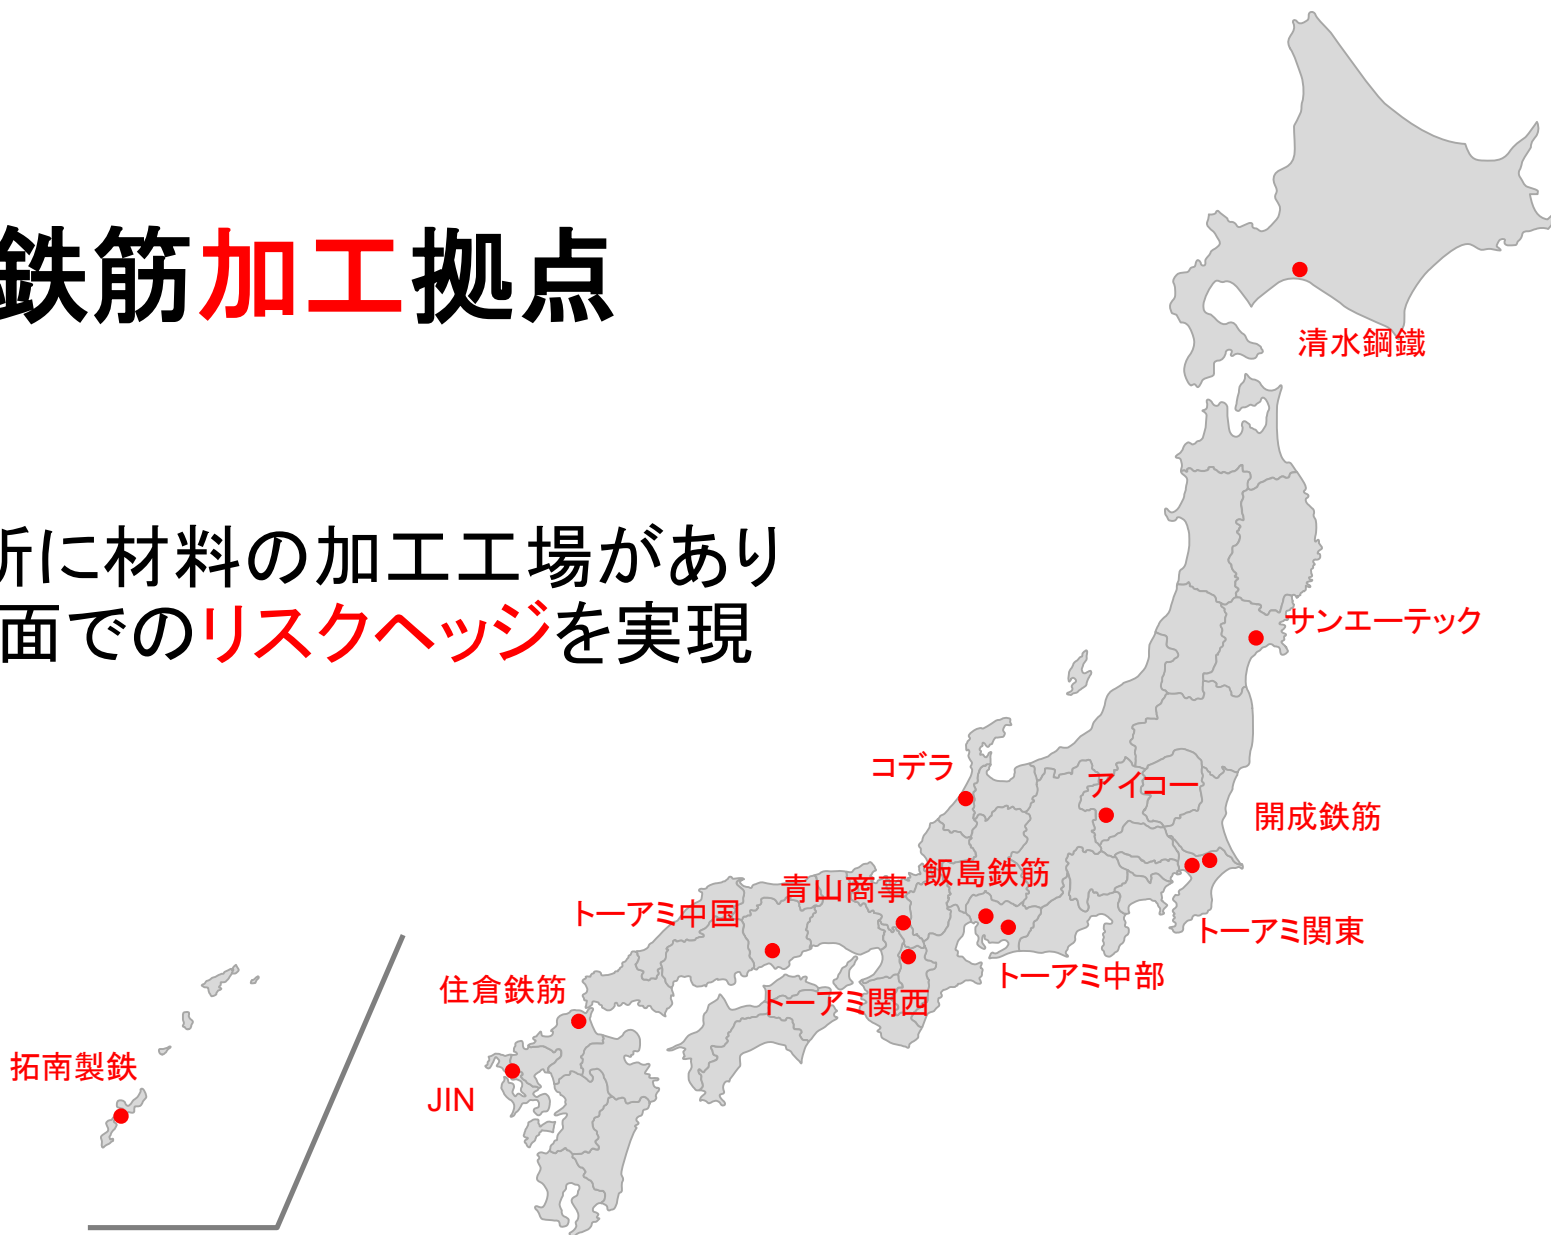 鉄筋加工拠点
所に材料の加工工場があり
面でのリスクヘッジを実現
清水鋼鐵
サンエーテック
コデラ
アイコー
開成鉄筋
飯島鉄筋
青山商事
トーアミ中国
トーアミ関東
トーアミ中部
住倉鉄筋
トーアミ関西
拓南製鉄
JIN